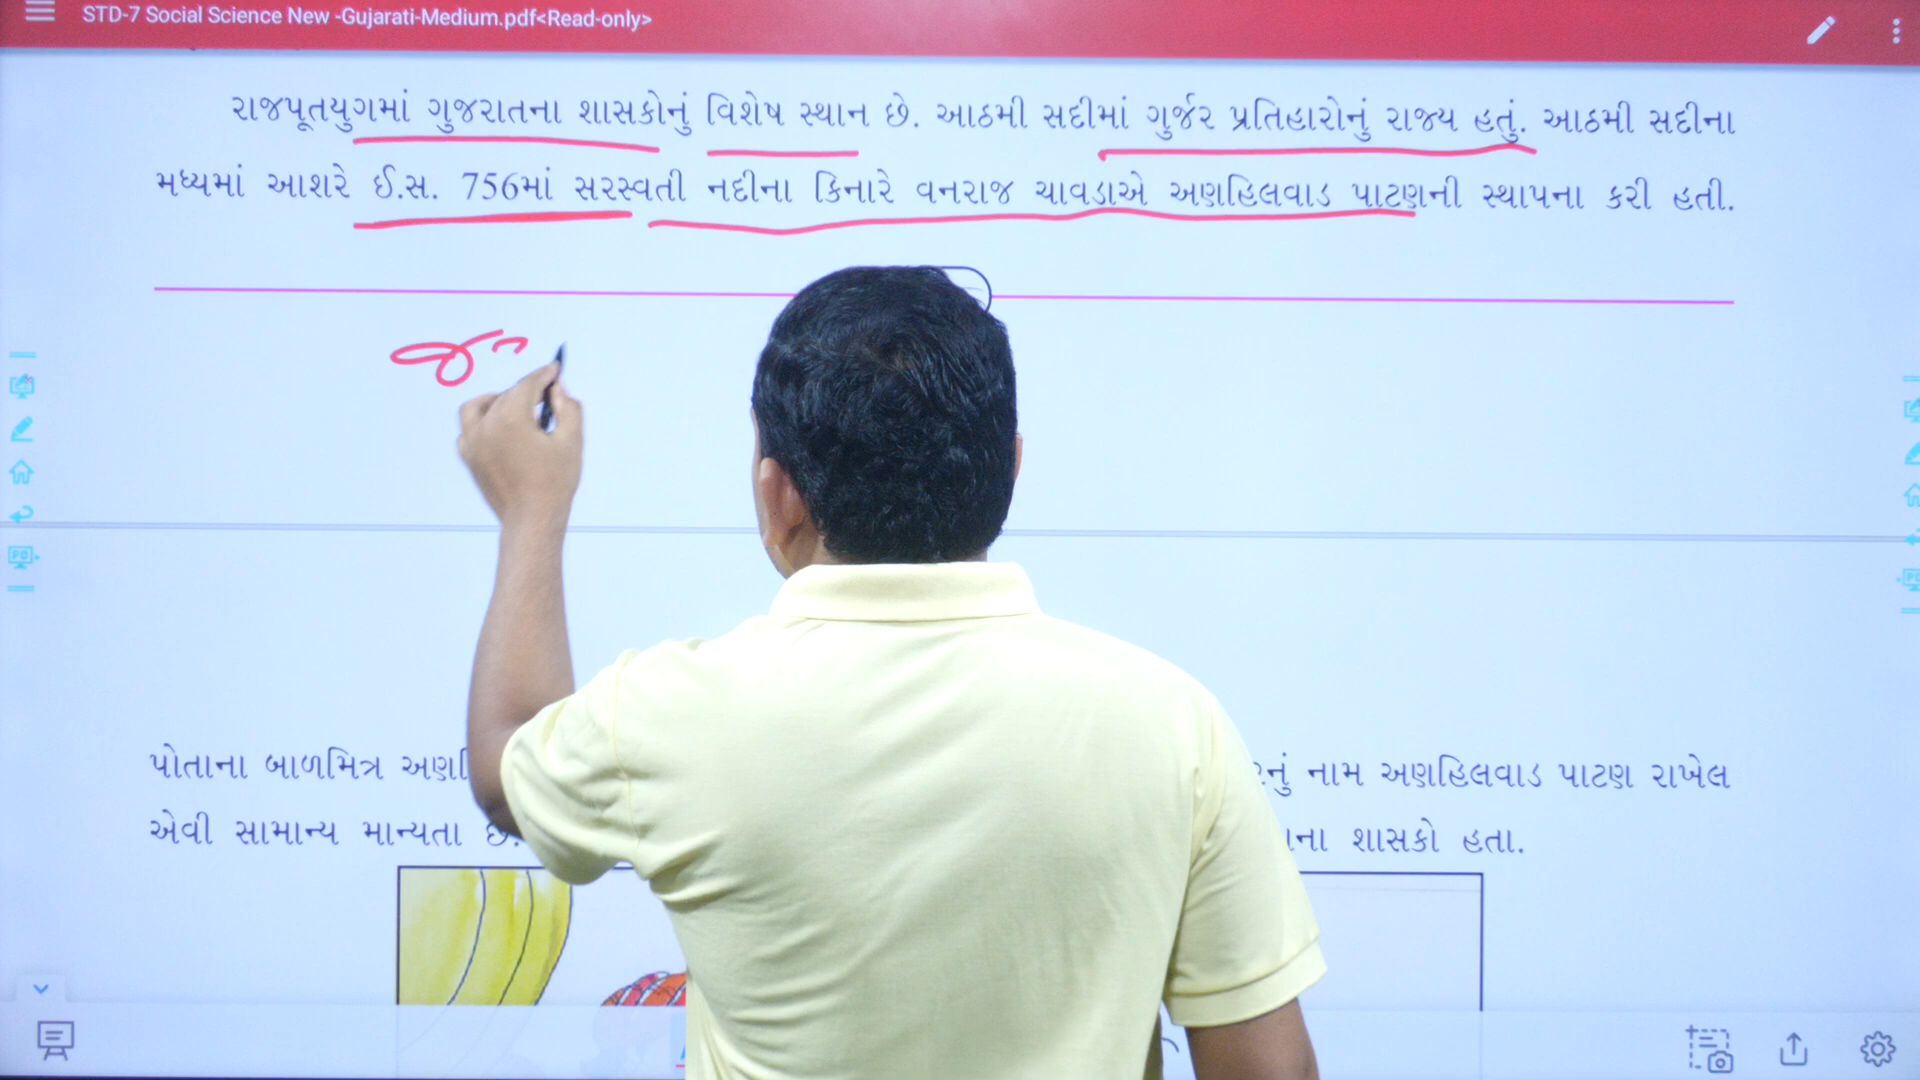 STD-7 Social Science New -Gujarati-Medium.pdf<Read-only>
રાજપૂતયુગમાં ગુજરાતના શાસકોનું વિશેષ સ્થાન છે. આઠમી સદીમાં ગુર્જર પ્રતિહારોનું રાજ્ય હતું. આઠમી સદીના
મધ્યમાં આશરે ઈ.સ. 756માં સરસ્વતી નદીના કિનારે વનરાજ ચાવડાએ અણહિલવાડ પાટણની સ્થાપના કરી હતી.
પોતાના બાળમિત્ર નામ અણહિલવાડ પાટણ રાખેલ
એવી સામાન્ય માન્યતા છે. શાસકો હતા.